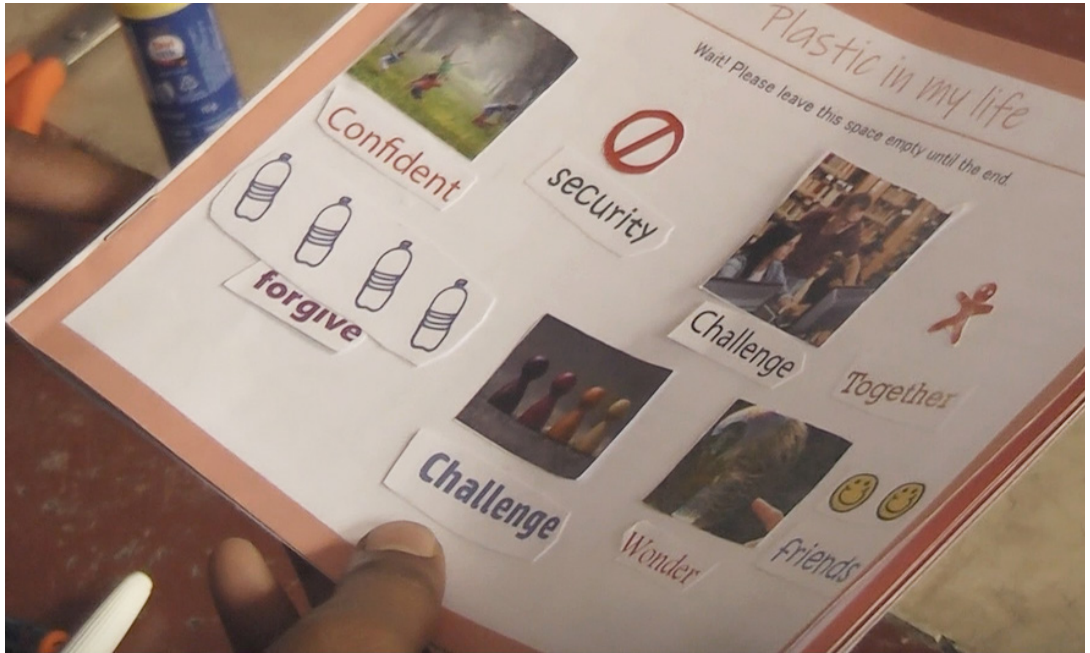 Plastic in my life
Wait! Please leave this space empty until the end.
Confident
security
forgive
Challenge
Together
Challenge
Wonder
friends